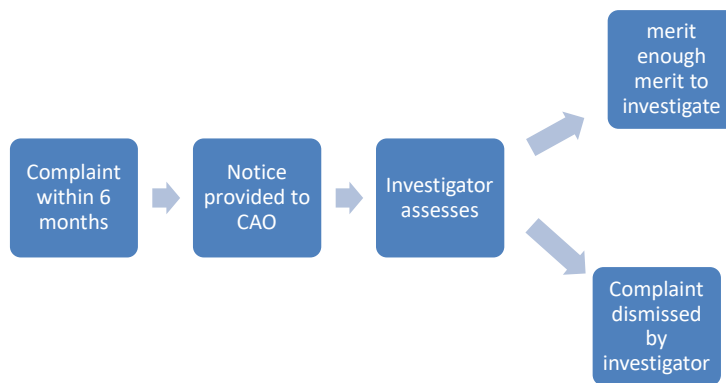 Complaint
within 6
months
Notice
provided to
CAO
Investigator
assesses
merit
enough
merit to
investigate
Complaint
dismissed
by
investigator